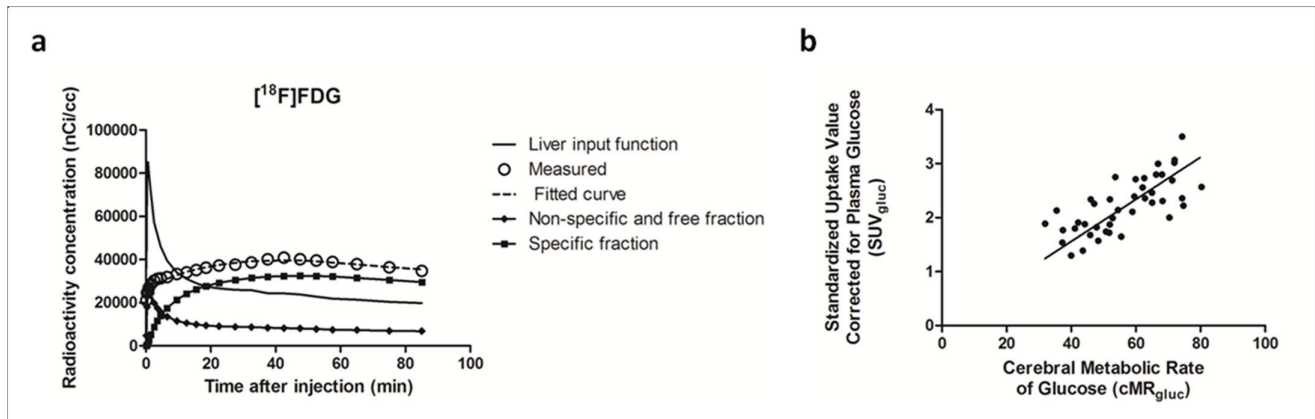 a
[18F]FDG
Radioactivity concentration (nCi/cc)
100000
80000
60000
40000
20000
0
0 20 40 60 80 100
Time after injection (min)
Liver input function
Measured
Fitted curve
Non-specific and free fraction
Specific fraction
b
Standardized Uptake Value
Corrected for Plasma Glucose
(SUVgluc)
4
3
2
1
0
0 20 40 60 80 100
Cerebral Metabolic Rate
of Glucose (cMRgluc)